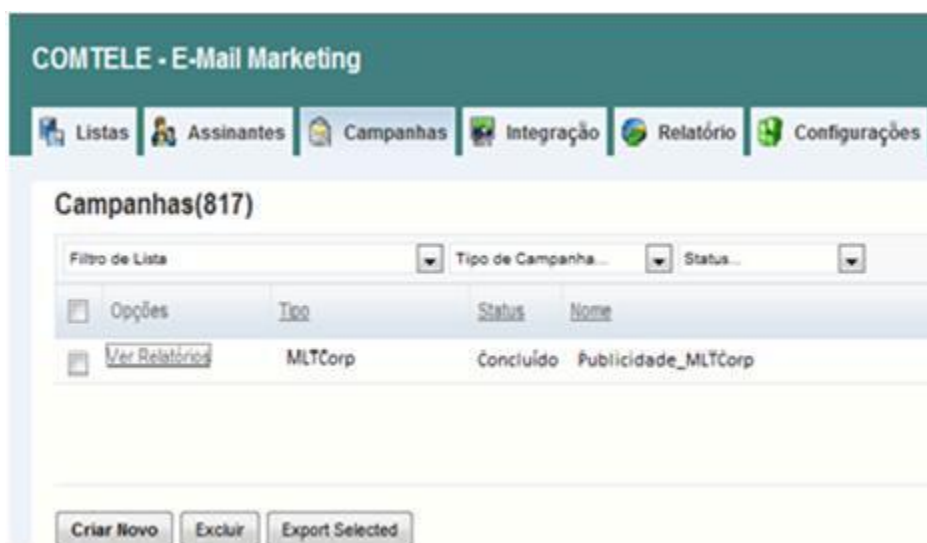 COMTELE - E-Mail Marketing
Listas Assinantes Campanhas Integração Relatório Configurações
Campanhas(817)
Filtro de Lista Tipo de Campanha... Status...
Opções Tipo Status Nome
Ver Relatórios MLTCorp Concluído Publicidade_MLTCorp
Criar Novo Excluir Export Selected